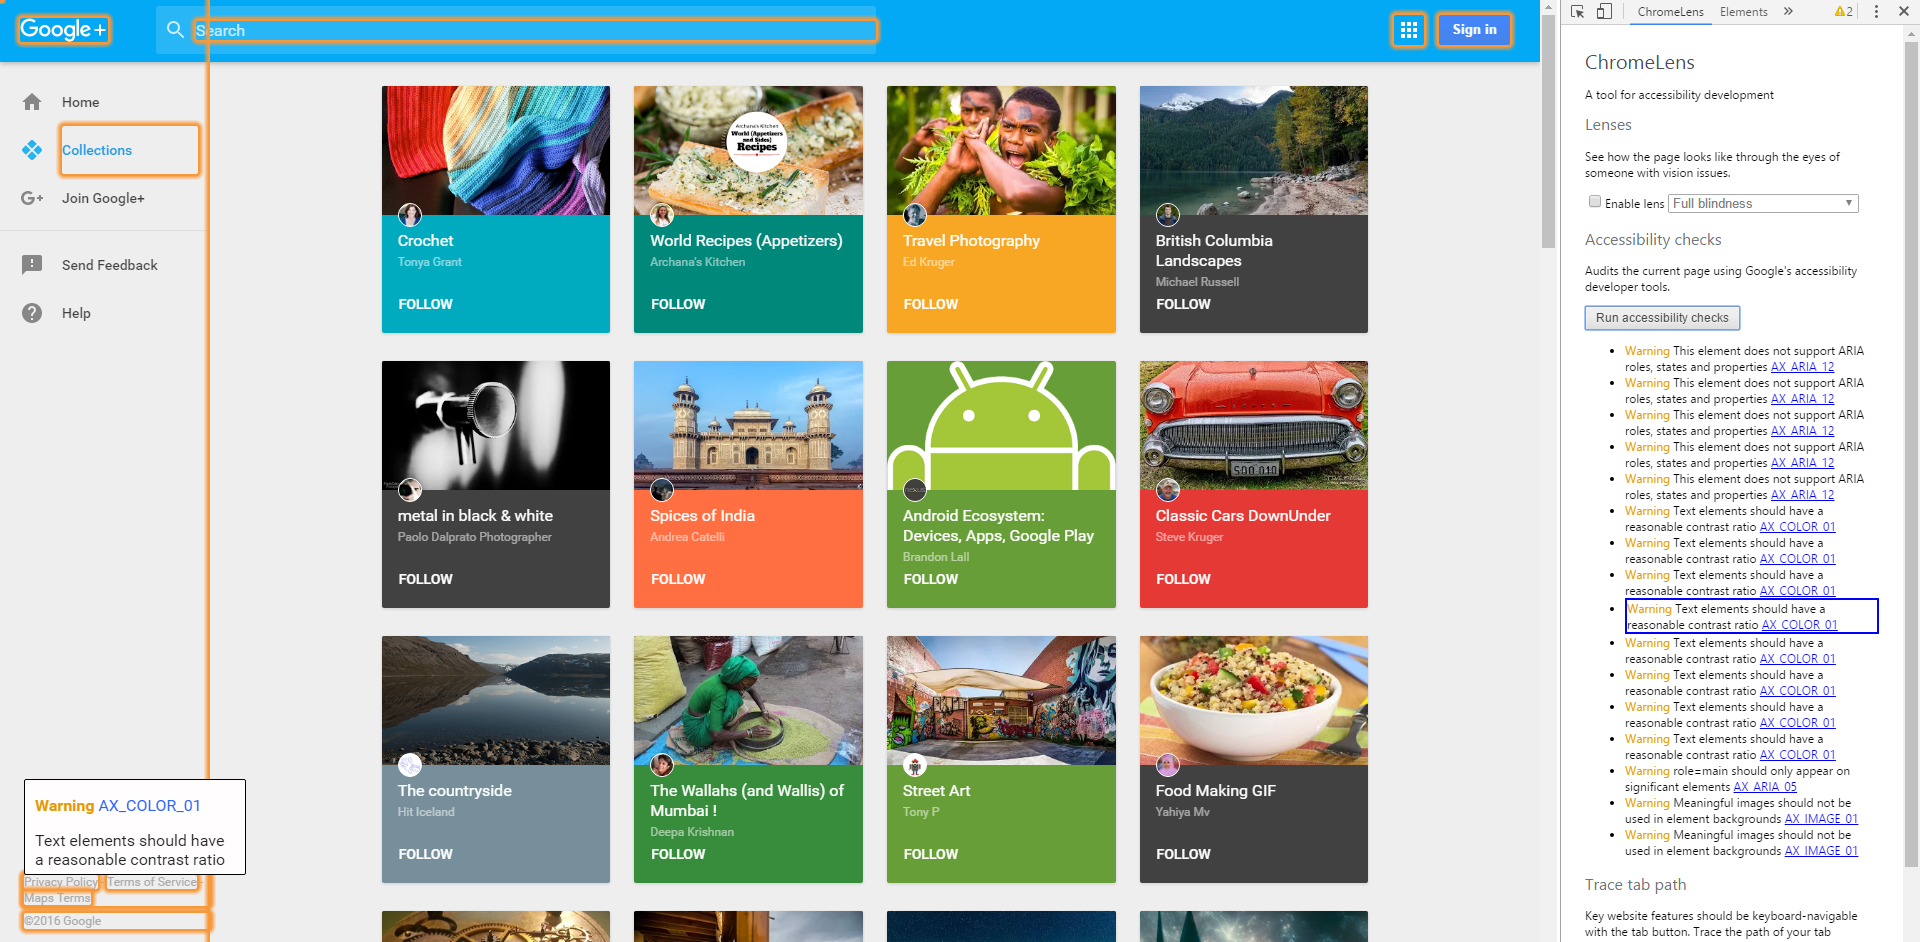 Google+
Search
Sign in
Home
Collections
Join Google+
Send Feedback
Help
Archana's Kitchen
World (Appetizers
and Sides)
Recipes
Crochet
Tonya Grant
FOLLOW
World Recipes (Appetizers)
Archana's Kitchen
FOLLOW
Travel Photography
Ed Kruger
FOLLOW
British Columbia
Landscapes
Michael Russell
FOLLOW
metal in black & white
Paolo Dalprato Photographer
FOLLOW
Spices of India
Andrea Catelli
FOLLOW
Android Ecosystem:
Devices, Apps, Google Play
Brandon Lall
FOLLOW
Classic Cars DownUnder
Steve Kruger
FOLLOW
The countryside
Hit Iceland
FOLLOW
The Wallahs (and Wallis) of
Mumbai !
Deepa Krishnan
FOLLOW
Street Art
Tony P
FOLLOW
Food Making GIF
Yahiya Mv
FOLLOW
Warning AX_COLOR_01
Text elements should have
a reasonable contrast ratio
Privacy Policy - Terms of Service -
Maps Terms
©2016 Google
ChromeLens
Elements
2
ChromeLens
A tool for accessibility development
Lenses
See how the page looks like through the eyes of
someone with vision issues.
Enable lens Full blindness
Accessibility checks
Audits the current page using Google's accessibility
developer tools.
Run accessibility checks
Warning This element does not support ARIA
roles, states and properties AX_ARIA_12
Warning This element does not support ARIA
roles, states and properties AX_ARIA_12
Warning This element does not support ARIA
roles, states and properties AX_ARIA_12
Warning This element does not support ARIA
roles, states and properties AX_ARIA_12
Warning This element does not support ARIA
roles, states and properties AX_ARIA_12
Warning Text elements should have a
reasonable contrast ratio AX_COLOR_01
Warning Text elements should have a
reasonable contrast ratio AX_COLOR_01
Warning Text elements should have a
reasonable contrast ratio AX_COLOR_01
Warning Text elements should have a
reasonable contrast ratio AX_COLOR_01
Warning Text elements should have a
reasonable contrast ratio AX_COLOR_01
Warning Text elements should have a
reasonable contrast ratio AX_COLOR_01
Warning Text elements should have a
reasonable contrast ratio AX_COLOR_01
Warning Text elements should have a
reasonable contrast ratio AX_COLOR_01
Warning role=main should only appear on
significant elements AX_ARIA_05
Warning Meaningful images should not be
used in element backgrounds AX_IMAGE_01
Warning Meaningful images should not be
used in element backgrounds AX_IMAGE_01
Trace tab path
Key website features should be keyboard-navigable
with the tab button. Trace the path of your tab